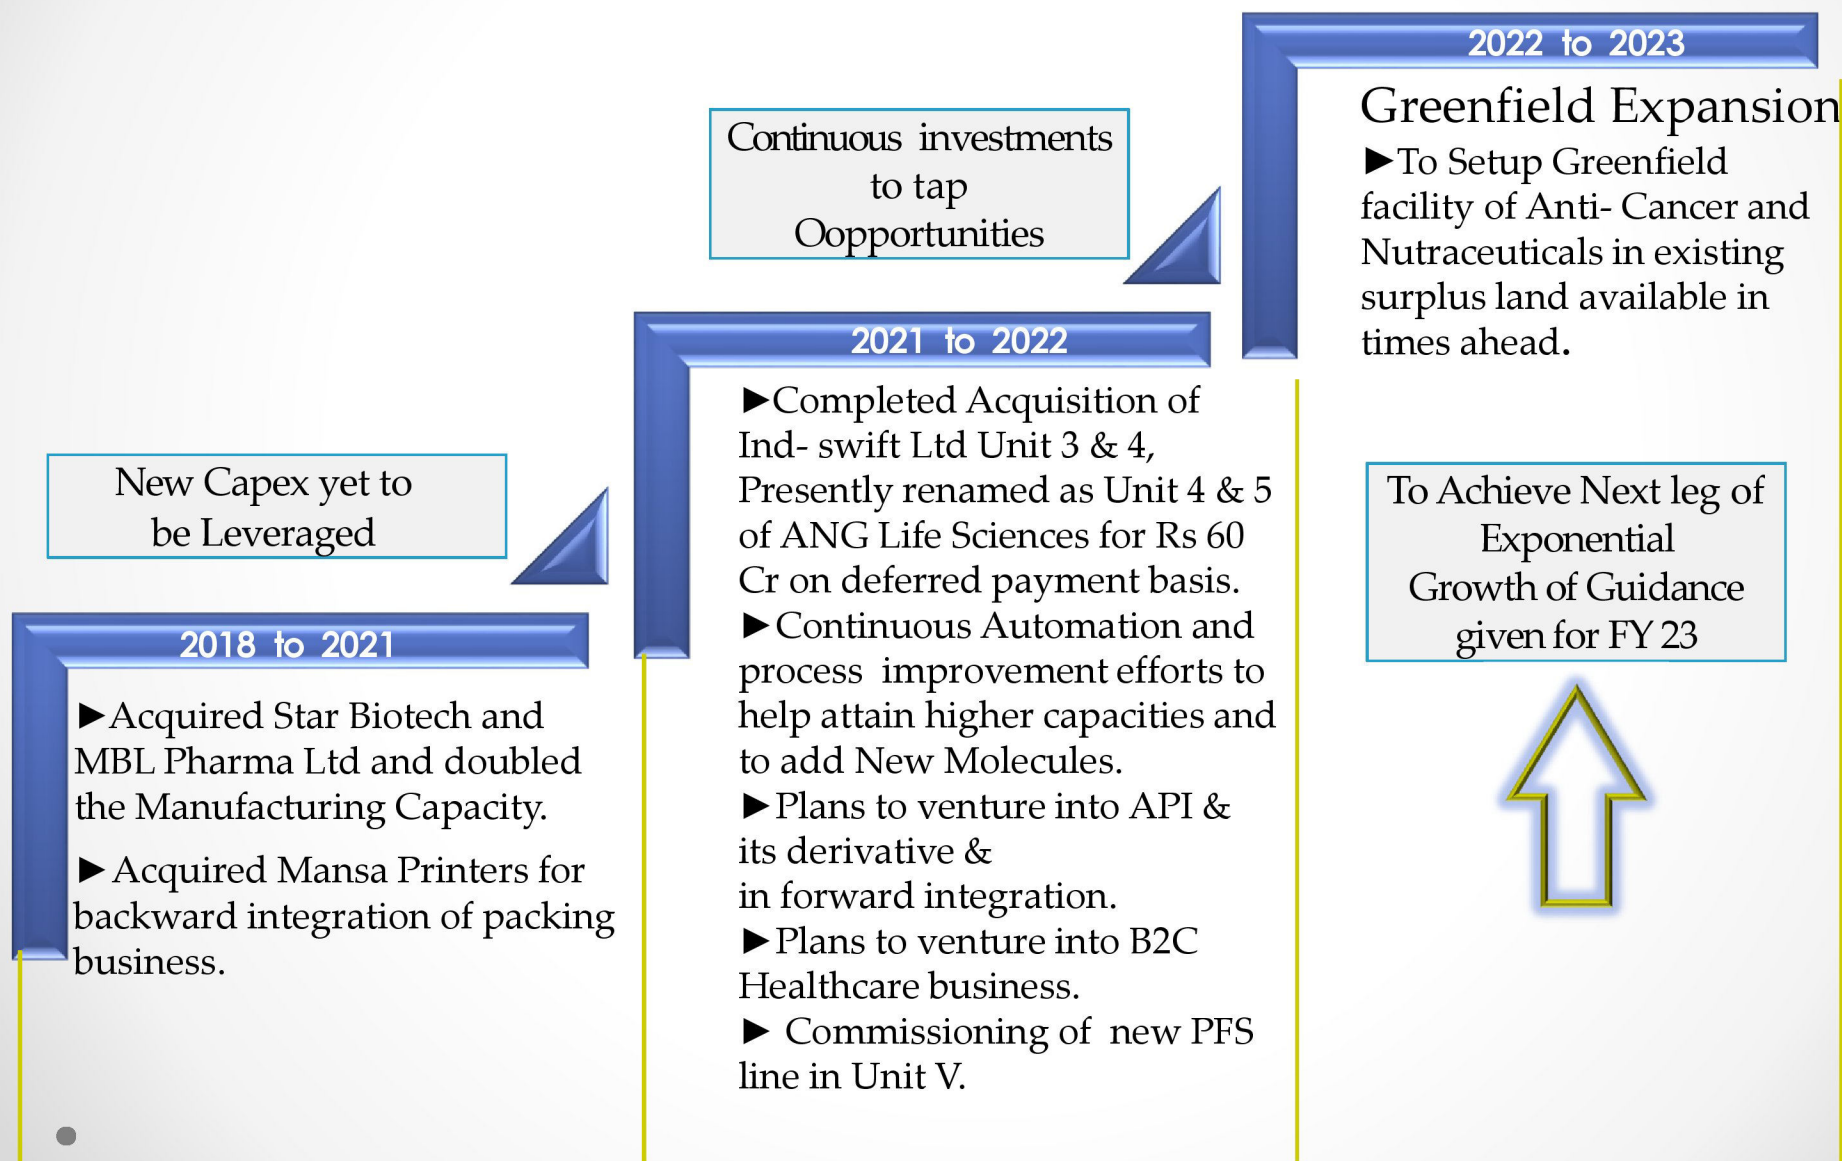 New Capex yet to
be Leveraged
2018 to 2021
►Acquired Star Biotech and
MBL Pharma Ltd and doubled
the Manufacturing Capacity.
►Acquired Mansa Printers for
backward integration of packing
business.
Continuous investments
to tap
Oopportunities
2021 to 2022
►Completed Acquisition of
Ind- swift Ltd Unit 3 & 4,
Presently renamed as Unit 4 & 5
of ANG Life Sciences for Rs 60
Cr on deferred payment basis.
►Continuous Automation and
process improvement efforts to
help attain higher capacities and
to add New Molecules.
►Plans to venture into API &
its derivative &
in forward integration.
►Plans to venture into B2C
Healthcare business.
► Commissioning of new PFS
line in Unit V.
2022 to 2023
Greenfield Expansion
►To Setup Greenfield
facility of Anti- Cancer and
Nutraceuticals in existing
surplus land available in
times ahead.
To Achieve Next leg of
Exponential
Growth of Guidance
given for FY 23